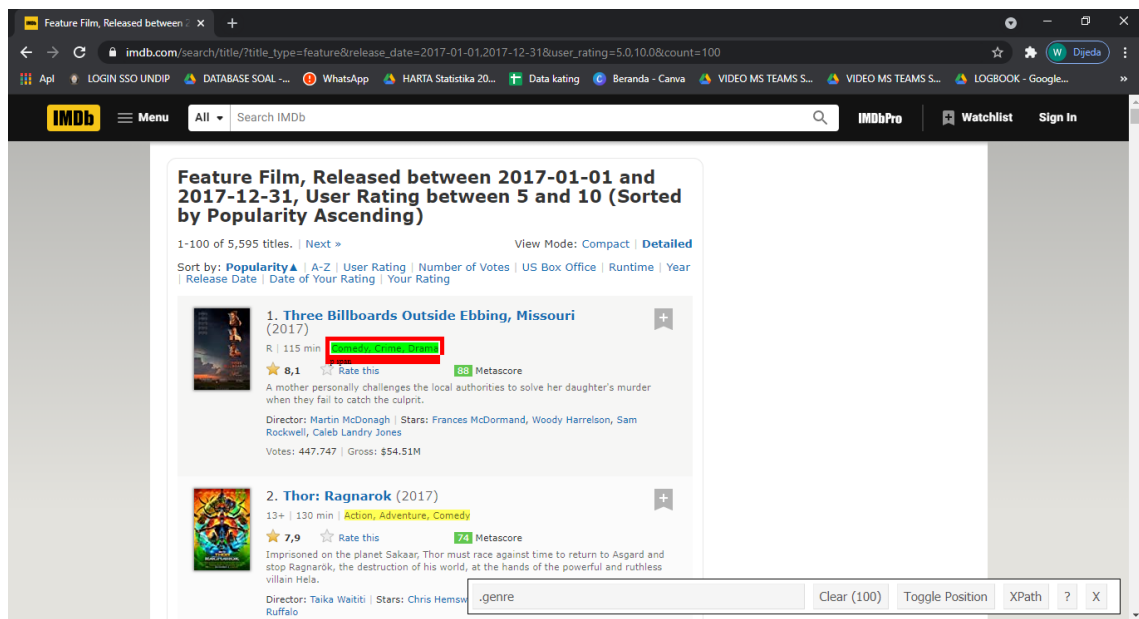 Feature Film, Released between 2
imdb.com/search/title/?title_type=feature&release_date=2017-01-01,2017-12-31&user_rating=5.0,10.0&count=100
W Dijeda
Apl LOGIN SSO UNDIP DATABASE SOAL -... WhatsApp HARTA Statistika 20... Data kating Beranda - Canva VIDEO MS TEAMS S... VIDEO MS TEAMS S... LOGBOOK - Google... »
IMDb Menu All Search IMDb IMDbPro Watchlist Sign In
Feature Film, Released between 2017-01-01 and
2017-12-31, User Rating between 5 and 10 (Sorted
by Popularity Ascending)
1-100 of 5,595 titles. | Next » View Mode: Compact | Detailed
Sort by: Popularity▲ | A-Z | User Rating | Number of Votes | US Box Office | Runtime | Year
| Release Date | Date of Your Rating | Your Rating
1. Three Billboards Outside Ebbing, Missouri
(2017)
R | 115 min | Comedy, Crime, Drama
p span
8,1 Rate this 88 Metascore
A mother personally challenges the local authorities to solve her daughter's murder
when they fail to catch the culprit.
Director: Martin McDonagh | Stars: Frances McDormand, Woody Harrelson, Sam
Rockwell, Caleb Landry Jones
Votes: 447.747 | Gross: $54.51M
2. Thor: Ragnarok (2017)
13+ | 130 min | Action, Adventure, Comedy
7,9 Rate this 74 Metascore
Imprisoned on the planet Sakaar, Thor must race against time to return to Asgard and
stop Ragnarök, the destruction of his world, at the hands of the powerful and ruthless
villain Hela.
Director: Taika Waititi | Stars: Chris Hemsw
Ruffalo
.genre Clear (100) Toggle Position XPath ? X